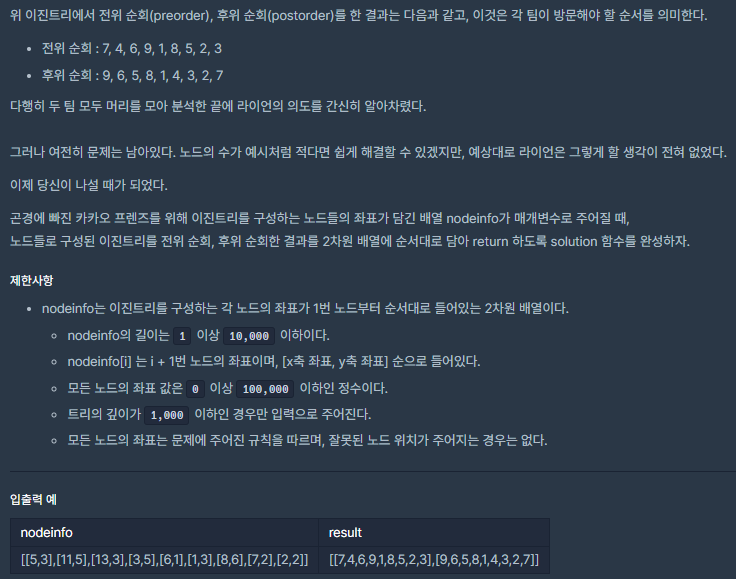 위 이진트리에서 전위 순회(preorder), 후위 순회(postorder)를 한 결과는 다음과 같고, 이것은 각 팀이 방문해야 할 순서를 의미한다.
• 전위 순회 : 7, 4, 6, 9, 1, 8, 5, 2, 3
• 후위 순회 : 9, 6, 5, 8, 1, 4, 3, 2, 7
다행히 두 팀 모두 머리를 모아 분석한 끝에 라이언의 의도를 간신히 알아차렸다.
그러나 여전히 문제는 남아있다. 노드의 수가 예시처럼 적다면 쉽게 해결할 수 있겠지만, 예상대로 라이언은 그렇게 할 생각이 전혀 없었다.
이제 당신이 나설 때가 되었다.
곤경에 빠진 카카오 프렌즈를 위해 이진트리를 구성하는 노드들의 좌표가 담긴 배열 nodeinfo가 매개변수로 주어질 때,
노드들로 구성된 이진트리를 전위 순회, 후위 순회한 결과를 2차원 배열에 순서대로 담아 return 하도록 solution 함수를 완성하자.
제한사항
• nodeinfo는 이진트리를 구성하는 각 노드의 좌표가 1번 노드부터 순서대로 들어있는 2차원 배열이다.
◦ nodeinfo의 길이는 1 이상 10,000 이하이다.
◦ nodeinfo[i] 는 i + 1번 노드의 좌표이며, [x축 좌표, y축 좌표] 순으로 들어있다.
◦ 모든 노드의 좌표 값은 0 이상 100,000 이하인 정수이다.
◦ 트리의 깊이가 1,000 이하인 경우만 입력으로 주어진다.
◦ 모든 노드의 좌표는 문제에 주어진 규칙을 따르며, 잘못된 노드 위치가 주어지는 경우는 없다.
입출력 예
nodeinfo result
[[5,3],[11,5],[13,3],[3,5],[6,1],[1,3],[8,6],[7,2],[2,2]] [[7,4,6,9,1,8,5,2,3],[9,6,5,8,1,4,3,2,7]]